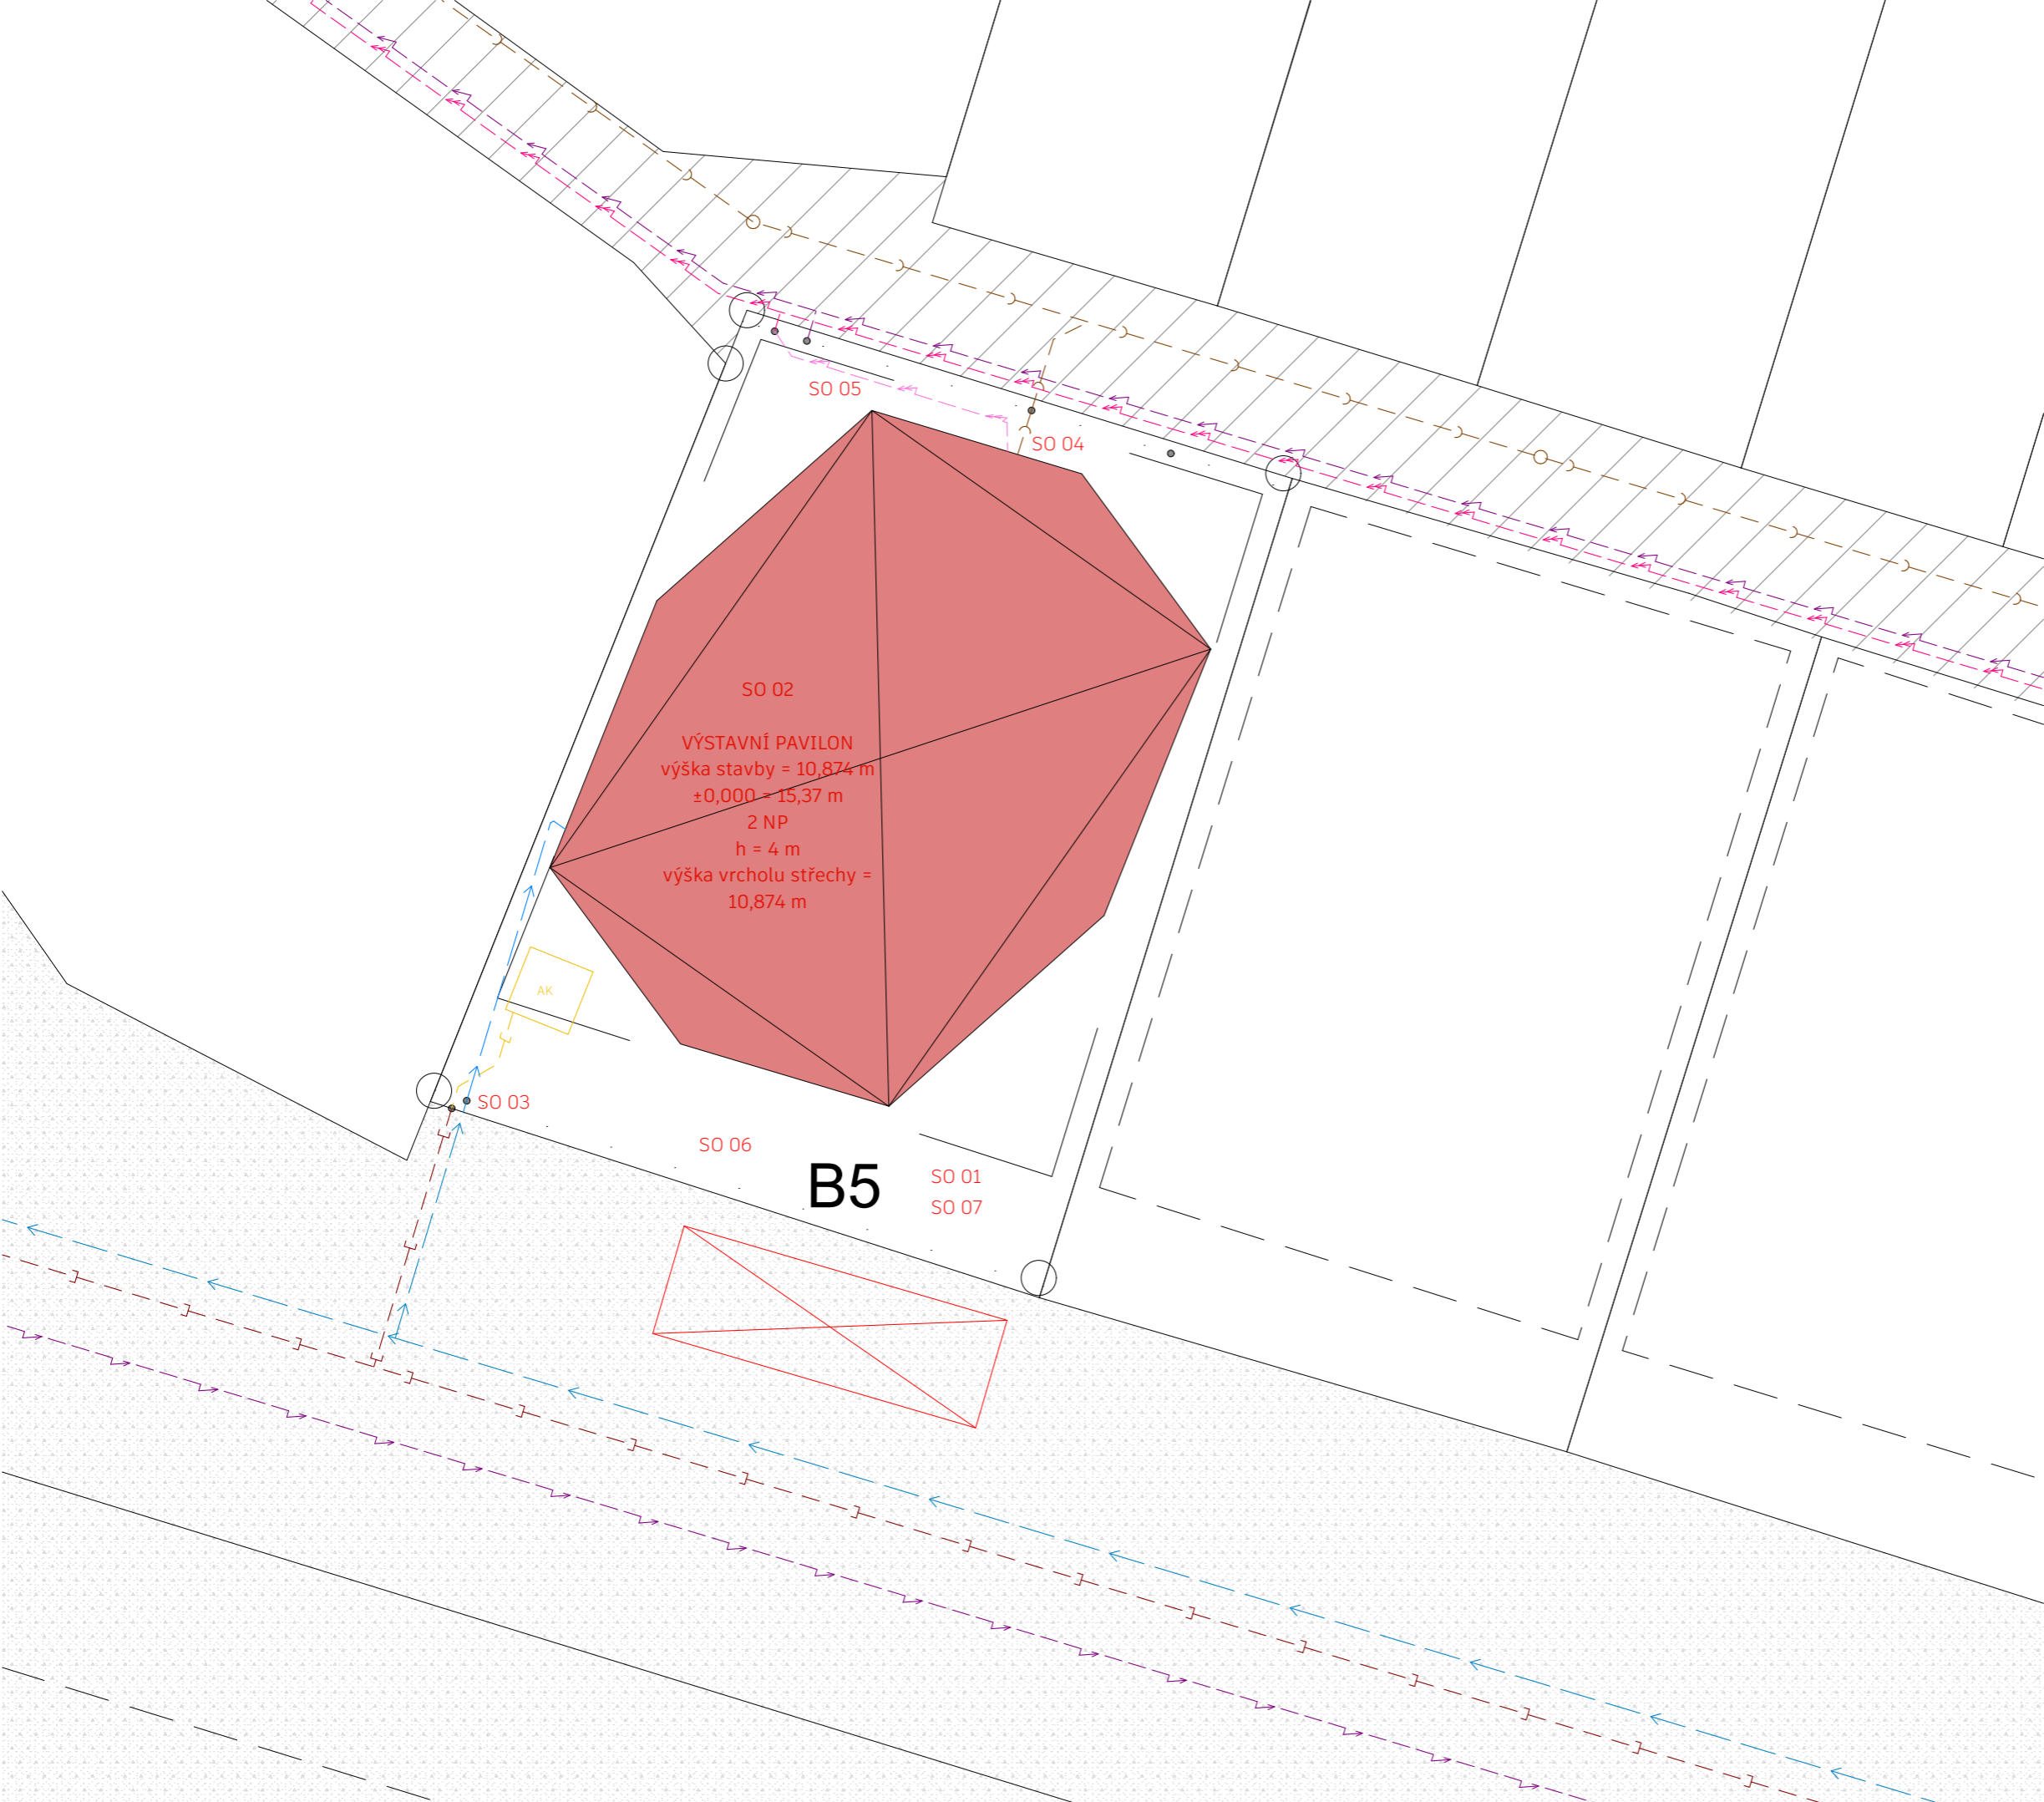 SO 05
SO 04
SO 02
VÝSTAVNÍ PAVILON
výška stavby = 10,874 m
±0,000 = 15,37 m
2 NP
h = 4 m
výška vrcholu střechy =
10,874 m
AK
SO 03
SO 06
B5
SO 01
SO 07